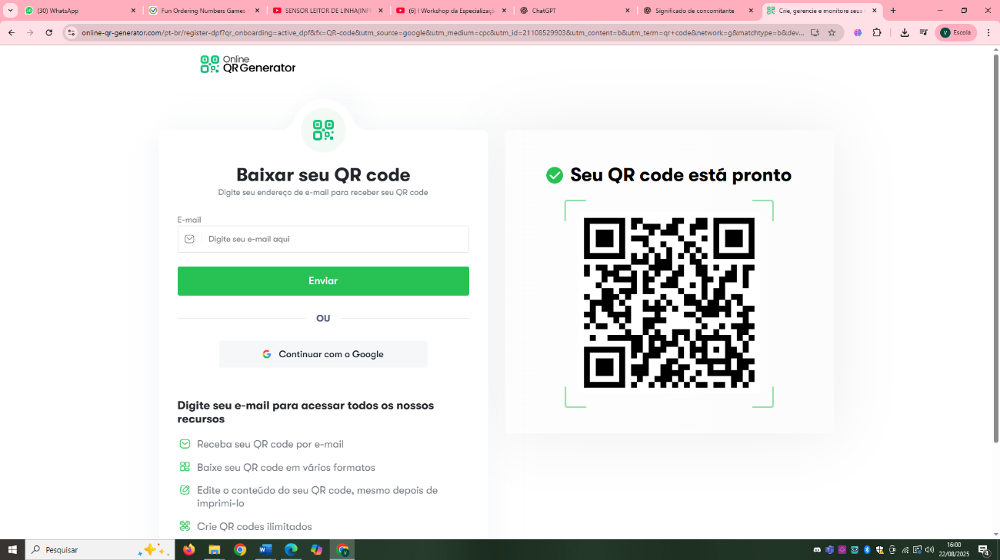 (30) WhatsApp
Fun Ordering Numbers Games
SENSOR LEITOR DE LINHA(INF
(6) I Workshop da Especializaçã
ChatGPT
Significado de concomitante
Crie, gerencie e monitore seus
online-qr-generator.com/pt-br/register-dpf?qr_onboarding=active_dpf&fx=QR-code&utm_source=google&utm_medium=cpc&utm_id=21108529903&utm_content=b&utm_term=qr+code&network=g&matchtype=b&dev...
V
Escola
Online
QR Generator
Baixar seu QR code
Digite seu endereço de e-mail para receber seu QR code
E-mail
Digite seu e-mail aqui
Enviar
OU
Continuar com o Google
Digite seu e-mail para acessar todos os nossos
recursos
Receba seu QR code por e-mail
Baixe seu QR code em vários formatos
Edite o conteúdo do seu QR code, mesmo depois de
imprimi-lo
Crie QR codes ilimitados
Seu QR code está pronto
Pesquisar
16:00
22/08/2025
4